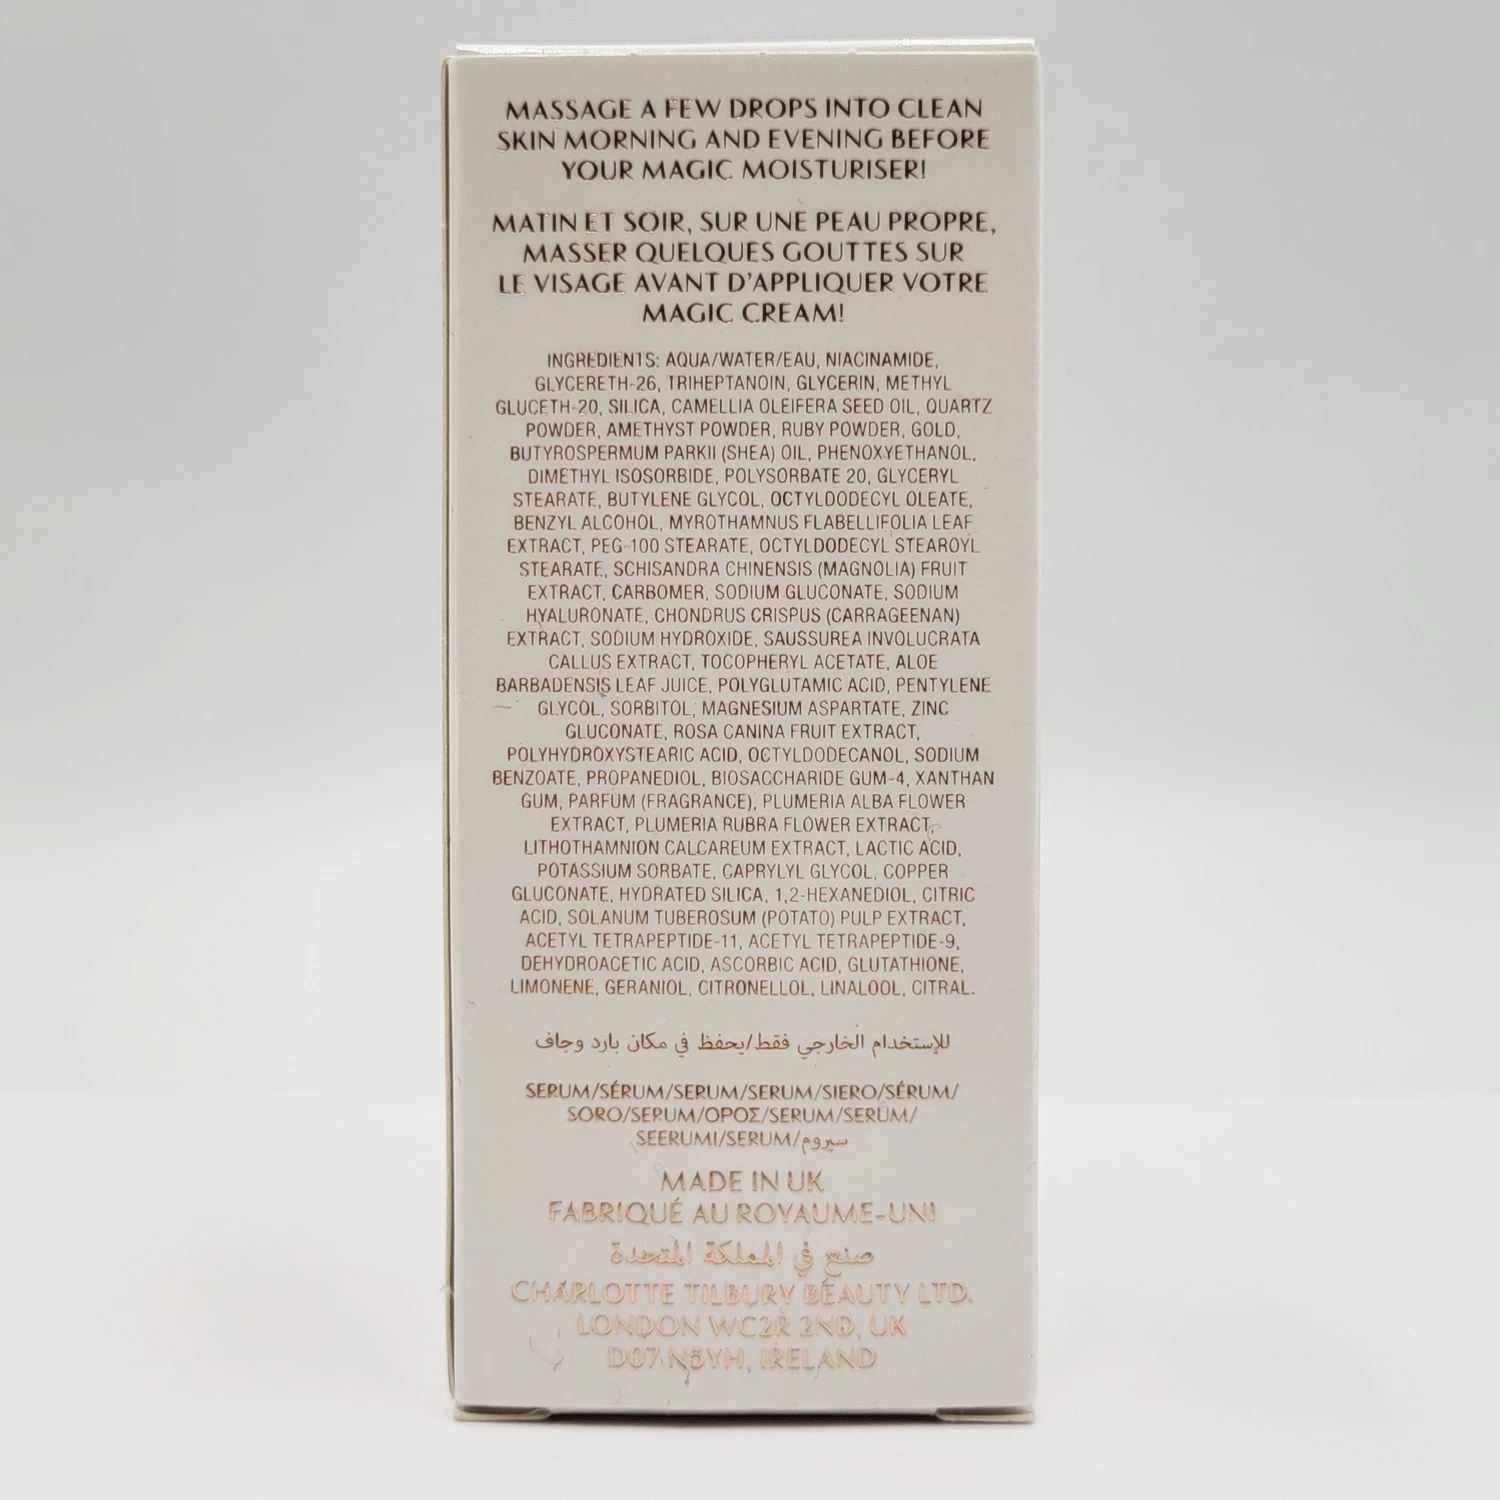 MASSAGE A FEW DROPS INTO CLEAN
SKIN MORNING AND EVENING BEFORE
YOUR MAGIC MOISTURISER!
MATIN ET SOIR, SUR UNE PEAU PROPRE,
MASSER QUELQUES GOUTTES SUR
LE VISAGE AVANT D'APPLIQUER VOTRE
MAGIC CREAM!
INGREDIENTS: AQUA/WATER/EAU, NIACINAMIDE,
GLYCERETH-26, TRIHEPTANOIN, GLYCERIN, METHYL
GLUCETH-20, SILICA, CAMELLIA OLEIFERA SEED OIL, QUARTZ
POWDER, AMETHYST POWDER, RUBY POWDER, GOLD,
BUTYROSPERMUM PARKII (SHEA) OIL, PHENOXYETHANOL,
DIMETHYL ISOSORBIDE, POLYSORBATE 20, GLYCERYL
STEARATE, BUTYLENE GLYCOL, OCTYLDODECYL OLEATE,
BENZYL ALCOHOL, MYROTHAMNUS FLABELLIFOLIA LEAF
EXTRACT, PEG-100 STEARATE, OCTYLDODECYL STEAROYL
STEARATE, SCHISANDRA CHINENSIS (MAGNOLIA) FRUIT
EXTRACT, CARBOMER, SODIUM GLUCONATE, SODIUM
HYALURONATE, CHONDRUS CRISPUS (CARRAGEENAN)
EXTRACT, SODIUM HYDROXIDE, SAUSSUREA INVOLUCRATA
CALLUS EXTRACT, TOCOPHERYL ACETATE, ALOE
BARBADENSIS LEAF JUICE, POLYGLUTAMIC ACID, PENTYLENE
GLYCOL, SORBITOL, MAGNESIUM ASPARTATE, ZINC
GLUCONATE, ROSA CANINA FRUIT EXTRACT,
POLYHYDROXYSTEARIC ACID, OCTYLDODECANOL, SODIUM
BENZOATE, PROPANEDIOL, BIOSACCHARIDE GUM-4, XANTHAN
GUM, PARFUM (FRAGRANCE), PLUMERIA ALBA FLOWER
EXTRACT, PLUMERIA RUBRA FLOWER EXTRACT,
LITHOTHAMNION CALCAREUM EXTRACT, LACTIC ACID,
POTASSIUM SORBATE, CAPRYLYL GLYCOL, COPPER
GLUCONATE, HYDRATED SILICA, 1,2-HEXANEDIOL, CITRIC
ACID, SOLANUM TUBEROSUM (POTATO) PULP EXTRACT,
ACETYL TETRAPEPTIDE-11, ACETYL TETRAPEPTIDE-9,
DEHYDROACETIC ACID, ASCORBIC ACID, GLUTATHIONE,
LIMONENE, GERANIOL, CITRONELLOL, LINALOOL, CITRAL.
للإستخدام الخارجي فقط/يحفظ في مكان بارد وجاف
SERUM/SÉRUM/SERUM/SERUM/SIERO/SÉRUM/
SORO/SERUM/ΟΡΟΣ/SERUM/SERÜM/
SEERUMI/SERUM/سيروم
MADE IN UK
FABRIQUÉ AU ROYAUME-UNI
صنع في المملكة المتحدة
CHARLOTTE TILBURY BEAUTY LTD.
LONDON WC2R 2ND, UK
D07 N5YH, IRELAND